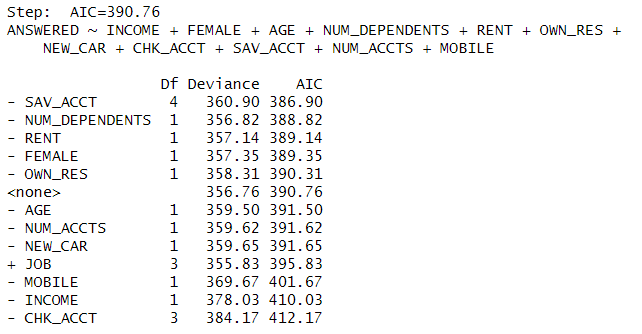 Step:  AIC=390.76
ANSWERED ~ INCOME + FEMALE + AGE + NUM_DEPENDENTS + RENT + OWN_RES +
    NEW_CAR + CHK_ACCT + SAV_ACCT + NUM_ACCTS + MOBILE

                 Df Deviance    AIC
- SAV_ACCT        4   360.90 386.90
- NUM_DEPENDENTS  1   356.82 388.82
- RENT            1   357.14 389.14
- FEMALE          1   357.35 389.35
- OWN_RES         1   358.31 390.31
<none>                356.76 390.76
- AGE             1   359.50 391.50
- NUM_ACCTS       1   359.62 391.62
- NEW_CAR         1   359.65 391.65
+ JOB             3   355.83 395.83
- MOBILE          1   369.67 401.67
- INCOME          1   378.03 410.03
- CHK_ACCT        3   384.17 412.17